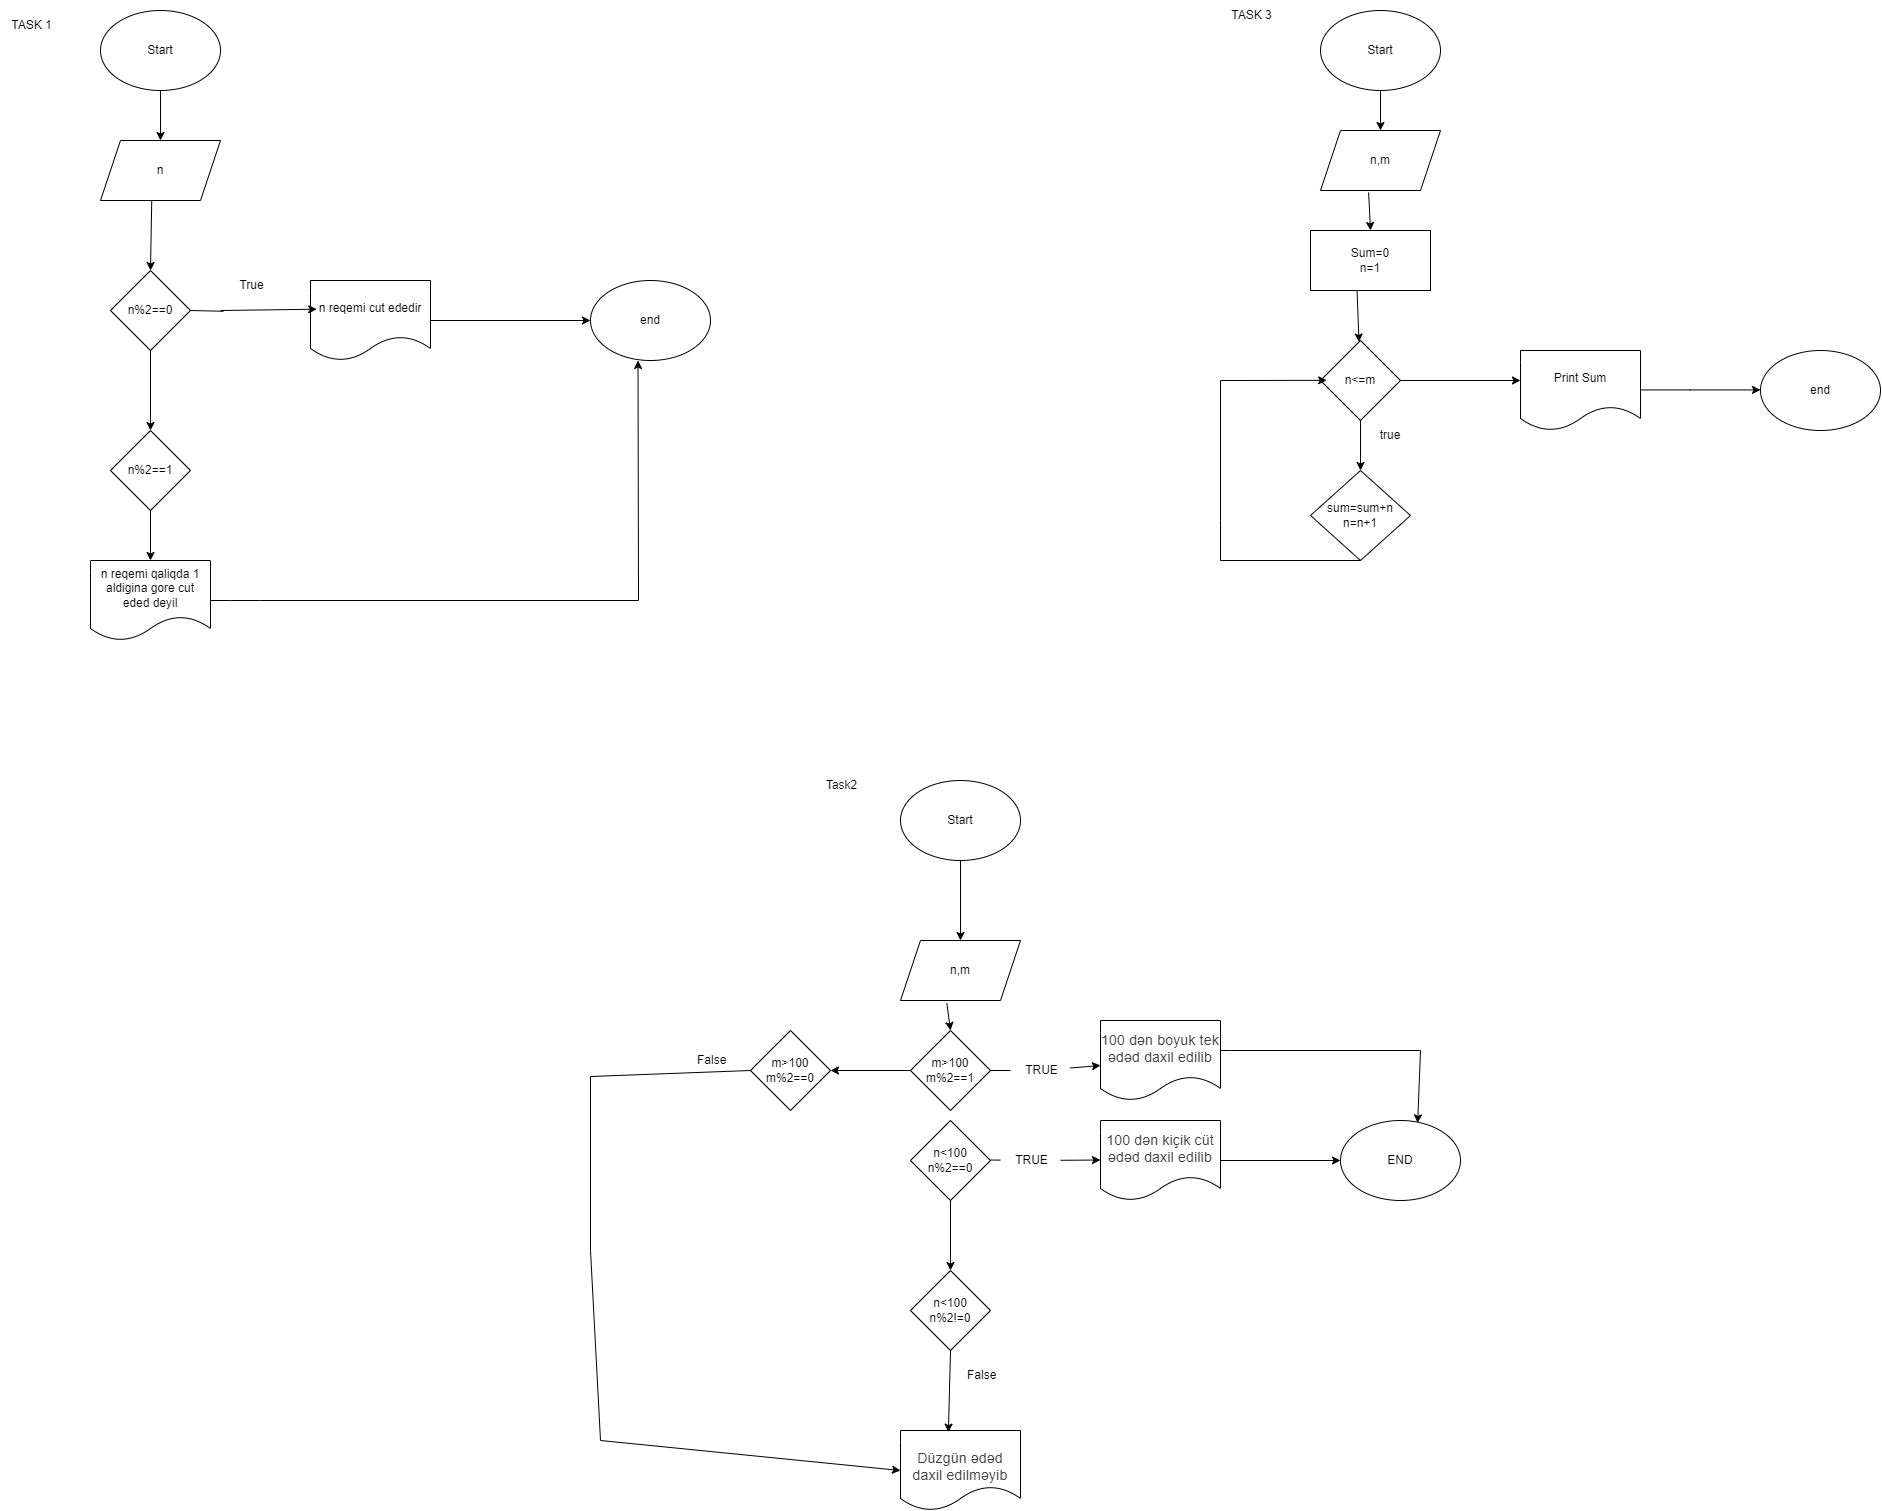 TASK 1
Start
n
n%2==0
True
n reqemi cut ededir
end
n%2==1
n reqemi qaliqda 1
aldigina gore cut
eded deyil
TASK 3
Start
n,m
Sum=0
n=1
n<=m
Print Sum
end
true
sum=sum+n
n=n+1
Task2
Start
n,m
False
m>100
m%2==0
m>100
m%2==1
TRUE
100 dən boyuk tek
ədəd daxil edilib
n<100
n%2==0
TRUE
100 dən kiçik cüt
ədəd daxil edilib
END
n<100
n%2!=0
False
Düzgün ədəd
daxil edilməyib